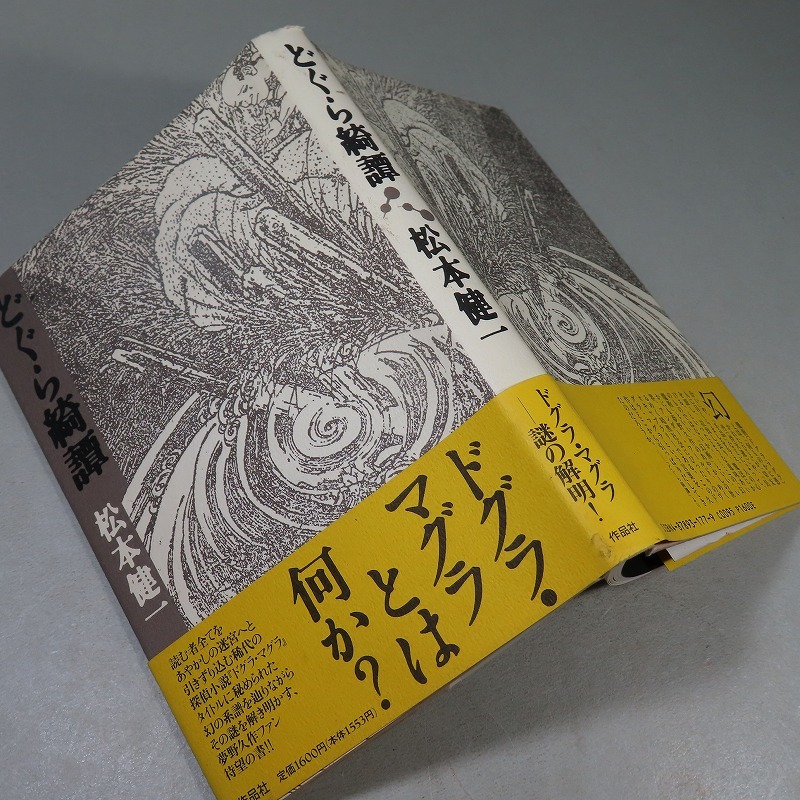 どぐら綺譚
松本健一
どぐら綺譚
松本健一
ドグラ・マグラ
―謎の解明!
作品社
ドグラ・
マグラ
とは
何か?
読む者全てを
あやかしの迷宮へと
引きずり込む稀代の
探偵小説『ドグラ・マグラ』
タイトルに秘められた
幻の系譜を辿りながら
その謎を解き明かす、
夢野久作ファン
待望の書!!
作品社
定価1600円(本体1,553円)
幻